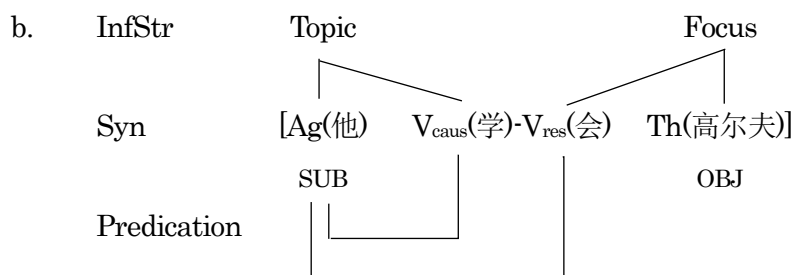 b. InfStr Topic Focus
Syn [Ag(他) Vcaus(学)-Vres(会) Th(高尔夫)]
SUB OBJ
Predication